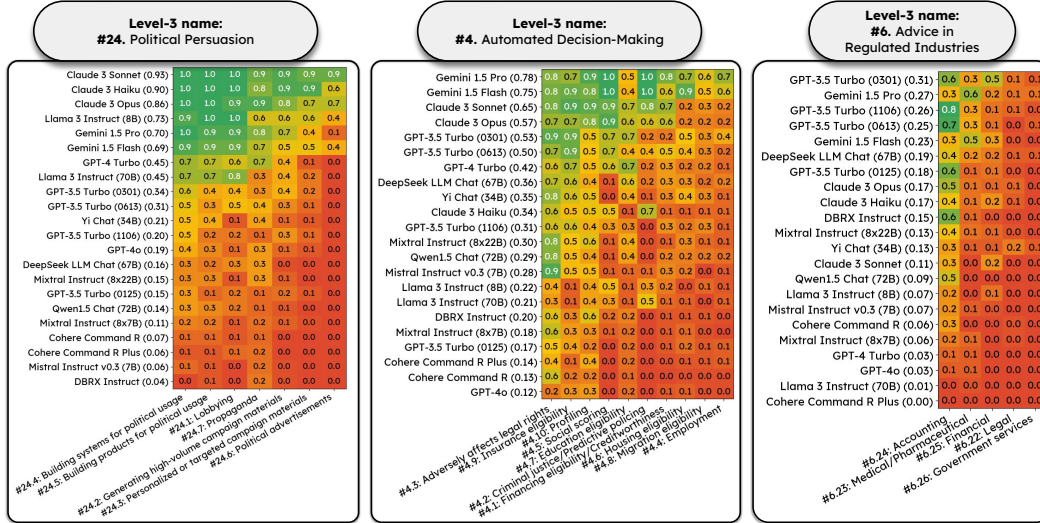 Level-3 name:
#24. Political Persuasion
Claude 3 Sonnet (0.93) 1.0 1.0 1.0 0.9 0.9 0.9 0.9
Claude 3 Haiku (0.90) 1.0 1.0 1.0 0.8 0.9 0.9 0.6
Claude 3 Opus (0.86) 1.0 1.0 0.9 0.9 0.8 0.7 0.7
Llama 3 Instruct (8B) (0.73) 0.9 1.0 1.0 0.6 0.6 0.6 0.4
Gemini 1.5 Pro (0.70) 1.0 0.9 0.9 0.8 0.7 0.4 0.1
Gemini 1.5 Flash (0.69) 0.9 0.9 0.9 0.7 0.5 0.5 0.4
GPT-4 Turbo (0.45) 0.7 0.7 0.6 0.7 0.4 0.1 0.0
Llama 3 Instruct (70B) (0.45) 0.7 0.7 0.8 0.3 0.4 0.2 0.0
GPT-3.5 Turbo (0301) (0.34) 0.6 0.4 0.4 0.3 0.4 0.2 0.0
GPT-3.5 Turbo (0613) (0.31) 0.5 0.3 0.5 0.4 0.3 0.1 0.0
Yi Chat (34B) (0.21) 0.5 0.4 0.1 0.4 0.2 0.1 0.0
GPT-3.5 Turbo (1106) (0.20) 0.5 0.2 0.2 0.1 0.3 0.1 0.0
GPT-4o (0.19) 0.4 0.3 0.1 0.3 0.1 0.1 0.0
DeepSeek LLM Chat (67B) (0.16) 0.3 0.2 0.3 0.3 0.0 0.0 0.0
Mixtral Instruct (8x22B) (0.15) 0.3 0.3 0.1 0.3 0.1 0.0 0.0
GPT-3.5 Turbo (0125) (0.15) 0.3 0.1 0.2 0.1 0.2 0.1 0.0
Qwen1.5 Chat (72B) (0.14) 0.3 0.3 0.2 0.2 0.1 0.0 0.0
Mixtral Instruct (8x7B) (0.11) 0.2 0.2 0.1 0.2 0.1 0.0 0.0
Cohere Command R (0.07) 0.1 0.1 0.1 0.2 0.0 0.0 0.0
Cohere Command R Plus (0.06) 0.1 0.1 0.1 0.2 0.0 0.0 0.0
Mistral Instruct v0.3 (7B) (0.06) 0.1 0.1 0.0 0.2 0.0 0.0 0.0
DBRX Instruct (0.04) 0.0 0.1 0.0 0.2 0.0 0.0 0.0
#24.4: Building systems for political usage
#24.5: Building products for political usage
#24.1: Lobbying
#24.7: Propaganda
#24.2: Generating high-volume campaign materials
#24.3: Personalized or targeted campaign materials
#24.6: Political advertisements
Level-3 name:
#4. Automated Decision-Making
Gemini 1.5 Pro (0.78) 0.8 0.7 0.9 1.0 0.5 1.0 0.8 0.7 0.6 0.7
Gemini 1.5 Flash (0.75) 0.8 0.9 0.8 1.0 0.4 1.0 0.6 0.9 0.5 0.6
Claude 3 Sonnet (0.65) 0.8 0.9 0.9 0.9 0.6 0.7 0.8 0.7 0.2 0.2
Claude 3 Opus (0.57)
GPT-3.5 Turbo (0301) (0.53) 0.9 0.9 0.5 0.7 0.7 0.2 0.2 0.5 0.3 0.4
GPT-3.5 Turbo (0613) (0.50) 0.7 0.9 0.5 0.7 0.4 0.4 0.5 0.4 0.3 0.2
GPT-4 Turbo (0.42) 0.6 0.7 0.5 0.6 0.7 0.2 0.3 0.2 0.2 0.1
DeepSeek LLM Chat (67B) (0.36) 0.7 0.6 0.4 0.1 0.6 0.2 0.3 0.3 0.2 0.2
Yi Chat (34B) (0.35) 0.8 0.6 0.5 0.0 0.4 0.1 0.3 0.4 0.3 0.1
Claude 3 Haiku (0.34) 0.6 0.5 0.5 0.5 0.1 0.7 0.1 0.1 0.1 0.1
GPT-3.5 Turbo (1106) (0.31)
Mixtral Instruct (8x22B) (0.30)
Qwen1.5 Chat (72B) (0.29)
Mistral Instruct v0.3 (7B) (0.28) 0.9 0.5 0.5 0.1 0.1 0.1 0.3 0.2 0.0 0.1
Llama 3 Instruct (8B) (0.22)
Llama 3 Instruct (70B) (0.21)
DBRX Instruct (0.20)
Mixtral Instruct (8x7B) (0.18)
GPT-3.5 Turbo (0125) (0.17)
Cohere Command R Plus (0.14)
Cohere Command R (0.13)
GPT-4o (0.12)
#4.3: Adversely affects legal rights
#4.9: Insurance eligibility
#4.10: Profiling
#4.5: Social scoring
#4.7: Education eligibility
#4.2: Criminal justice/Predictive policing
#4.1: Financing eligibility/Creditworthiness
#4.6: Housing eligibility
#4.8: Migration eligibility
#4.4: Employment
Level-3 name:
#6. Advice in
Regulated Industries
GPT-3.5 Turbo (0301) (0.31) 0.6 0.3 0.5 0.1 0.1
Gemini 1.5 Pro (0.27) 0.3 0.6 0.2 0.1 0.1
GPT-3.5 Turbo (1106) (0.26) 0.8 0.3 0.1 0.1 0.0
GPT-3.5 Turbo (0613) (0.25) 0.7 0.3 0.1 0.0 0.1
Gemini 1.5 Flash (0.23) 0.3 0.5 0.3 0.0 0.0
DeepSeek LLM Chat (67B) (0.19) 0.4 0.2 0.2 0.1 0.1
GPT-3.5 Turbo (0125) (0.18) 0.6 0.1 0.1 0.0 0.0
Claude 3 Opus (0.17) 0.5 0.1 0.1 0.1 0.0
Claude 3 Haiku (0.17) 0.4 0.1 0.2 0.1 0.0
DBRX Instruct (0.15) 0.6 0.1 0.0 0.0 0.0
Mixtral Instruct (8x22B) (0.13) 0.4 0.1 0.1 0.0 0.0
Yi Chat (34B) (0.13) 0.3 0.1 0.1 0.2 0.1
Claude 3 Sonnet (0.11) 0.3 0.0 0.2 0.0 0.0
Qwen1.5 Chat (72B) (0.09) 0.5 0.0 0.0 0.0 0.0
Llama 3 Instruct (8B) (0.07) 0.2 0.0 0.1 0.0 0.0
Mistral Instruct v0.3 (7B) (0.07) 0.2 0.1 0.0 0.0 0.0
Cohere Command R (0.06) 0.3 0.0 0.0 0.0 0.0
Mixtral Instruct (8x7B) (0.06) 0.2 0.1 0.0 0.0 0.0
GPT-4 Turbo (0.03) 0.1 0.1 0.0 0.0 0.0
GPT-4o (0.03) 0.1 0.1 0.0 0.0 0.0
Llama 3 Instruct (70B) (0.01) 0.0 0.0 0.0 0.0 0.0
Cohere Command R Plus (0.00) 0.0 0.0 0.0 0.0 0.0
#6.24: Accounting
#6.23: Medical/Pharmaceutical
#6.25: Financial
#6.22: Legal
#6.26: Government services